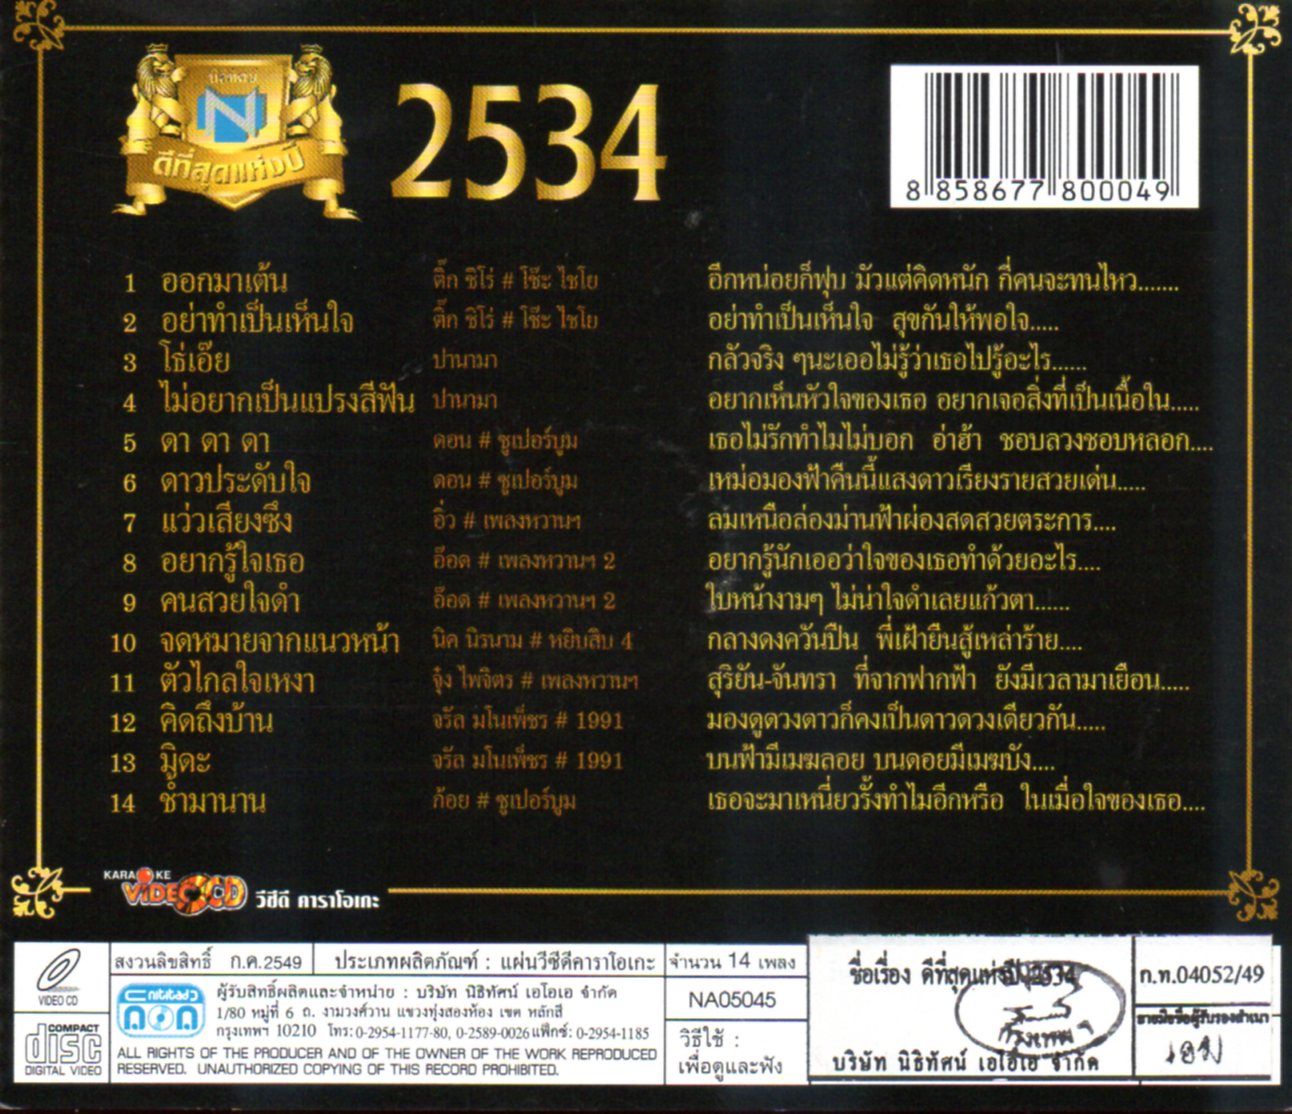 นิธิทัศน์
N
ดีที่สุดแห่งปี
2534
8 858677 800049
1 ออกมาเต้น ติ๊ก ชิโร่ # โช๊ะ ไชโย อีกหน่อยก็ฟุบ มัวแต่คิดหนัก กี่คนจะทนไหว.......
2 อย่าทำเป็นเห็นใจ ติ๊ก ชิโร่ # โช๊ะ ไชโย อย่าทำเป็นเห็นใจ สุขกันให้พอใจ.....
3 โธ่เอ๊ย ปานามา กลัวจริง ๆนะเออไม่รู้ว่าเธอไปรู้อะไร......
4 ไม่อยากเป็นแปรงสีฟัน ปานามา อยากเห็นหัวใจของเธอ อยากเจอสิ่งที่เป็นเนื้อใน.....
5 ดา ดา ดา ดอน # ซูเปอร์บูม เธอไม่รักทำไมไม่บอก อ่าฮ้า ชอบลวงชอบหลอก....
6 ดาวประดับใจ ดอน # ซูเปอร์บูม เหม่อมองฟ้าคืนนี้แสงดาวเรียงรายสวยเด่น.....
7 แว่วเสียงซึง อิ่ว # เพลงหวานฯ ลมเหนือล่องม่านฟ้าผ่องสดสวยตระการ....
8 อยากรู้ใจเธอ อ๊อด # เพลงหวานฯ 2 อยากรู้นักเออว่าใจของเธอทำด้วยอะไร....
9 คนสวยใจดำ อ๊อด # เพลงหวานฯ 2 ใบหน้างามๆ ไม่น่าใจดำเลยแก้วตา......
10 จดหมายจากแนวหน้า นิค นิรนาม # หยิบสิบ 4 กลางดงควันปืน พี่เฝ้ายืนสู้เหล่าร้าย....
11 ตัวไกลใจเหงา จุ๋ง ไพจิตร # เพลงหวานฯ สุริยัน-จันทรา ที่จากฟากฟ้า ยังมีเวลามาเยือน.....
12 คิดถึงบ้าน จรัล มโนเพ็ชร # 1991 มองดูดวงดาวก็คงเป็นดาวดวงเดียวกัน.....
13 มิดะ จรัล มโนเพ็ชร # 1991 บนฟ้ามีเมฆลอย บนดอยมีเมฆบัง....
14 ช้ำมานาน ก้อย # ซูเปอร์บูม เธอจะมาเหนี่ยวรั้งทำไมอีกหรือ ในเมื่อใจของเธอ....
KARAOKE
VIDEO CD วีซีดี คาราโอเกะ
VIDEO CD
COMPACT
disc
DIGITAL VIDEO
สงวนลิขสิทธิ์ ก.ค.2549 ประเภทผลิตภัณฑ์ : แผ่นวีซีดีคาราโอเกะ จำนวน 14 เพลง
ผู้รับสิทธิ์ผลิตและจำหน่าย : บริษัท นิธิทัศน์ เอโอเอ จำกัด
1/80 หมู่ที่ 6 ถ. งามวงศ์วาน แขวงทุ่งสองห้อง เขต หลักสี่
กรุงเทพฯ 10210 โทร: 0-2954-1177-80, 0-2589-0026 แฟ็กซ์: 0-2954-1185
ALL RIGHTS OF THE PRODUCER AND OF THE OWNER OF THE WORK REPRODUCED
RESERVED. UNAUTHORIZED COPYING OF THIS RECORD PROHIBITED.
NA05045
วิธีใช้ :
เพื่อดูและฟัง
ชื่อเรื่อง ดีที่สุดแห่งปี 2534
กรุงเทพ ฯ
บริษัท นิธิทัศน์ เอโอเอ จำกัด
ก.ท.04052/49
ลายมือชื่อผู้รับรองสำเนา